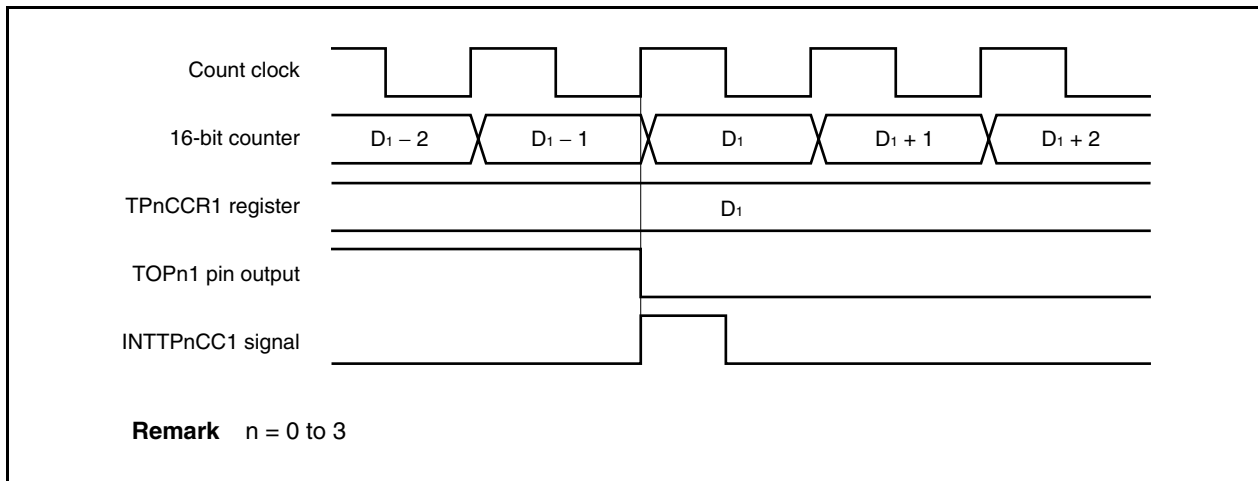 Count clock
16-bit counter
D₁ − 2
D₁ − 1
D₁
D₁ + 1
D₁ + 2
TPnCCR1 register
D₁
TOPn1 pin output
INTTPnCC1 signal
Remark n = 0 to 3